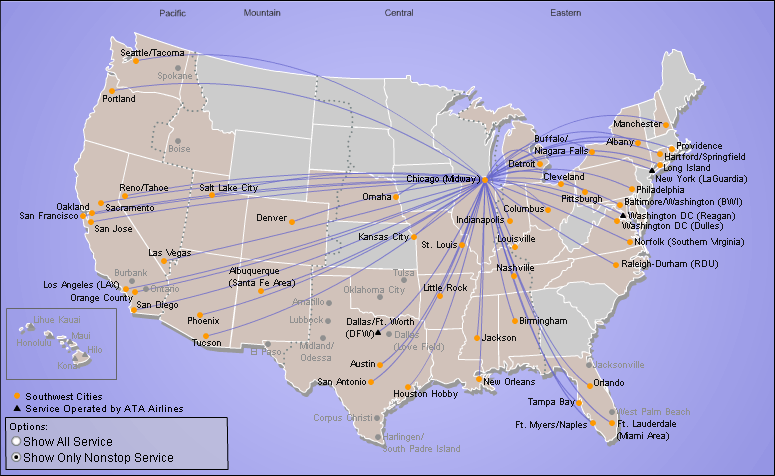 Pacific
Mountain
Central
Eastern
Seattle/Tacoma
Spokane
Portland
Boise
Manchester
Buffalo/
Niagara Falls
Albany
Providence
Hartford/Springfield
Long Island
New York (LaGuardia)
Detroit
Chicago (Midway)
Cleveland
Pittsburgh
Philadelphia
Baltimore/Washington (BWI)
Washington DC (Reagan)
Washington DC (Dulles)
Reno/Tahoe
Salt Lake City
Omaha
Oakland
Sacramento
San Francisco
San Jose
Denver
Indianapolis
Columbus
Kansas City
St. Louis
Louisville
Norfolk (Southern Virginia)
Las Vegas
Nashville
Raleigh-Durham (RDU)
Burbank
Ontario
Los Angeles (LAX)
Orange County
San Diego
Albuquerque
(Santa Fe Area)
Tulsa
Oklahoma City
Amarillo
Little Rock
Phoenix
Tucson
Lubbock
Dallas/Ft. Worth
(DFW)
Dallas
(Love Field)
Birmingham
Jackson
El Paso
Midland/
Odessa
Austin
San Antonio
Houston Hobby
New Orleans
Jacksonville
Orlando
Tampa Bay
West Palm Beach
Ft. Myers/Naples
Ft. Lauderdale
(Miami Area)
Corpus Christi
Harlingen/
South Padre Island
Lihue Kauai
Honolulu
Maui
Hilo
Kona
Southwest Cities
Service Operated by ATA Airlines
Options:
Show All Service
Show Only Nonstop Service